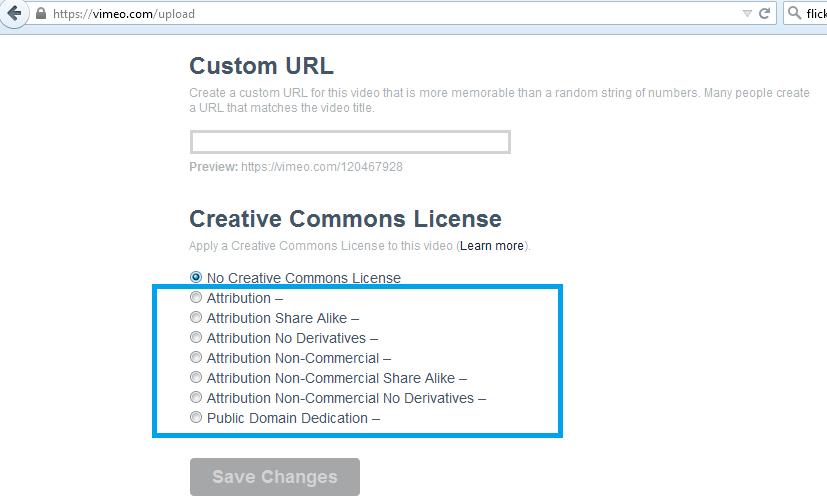 https://vimeo.com/upload
flick
Custom URL
Create a custom URL for this video that is more memorable than a random string of numbers. Many people create
a URL that matches the video title.
Preview: https://vimeo.com/120467928
Creative Commons License
Apply a Creative Commons License to this video (Learn more).
No Creative Commons License
Attribution –
Attribution Share Alike –
Attribution No Derivatives –
Attribution Non-Commercial –
Attribution Non-Commercial Share Alike –
Attribution Non-Commercial No Derivatives –
Public Domain Dedication –
Save Changes